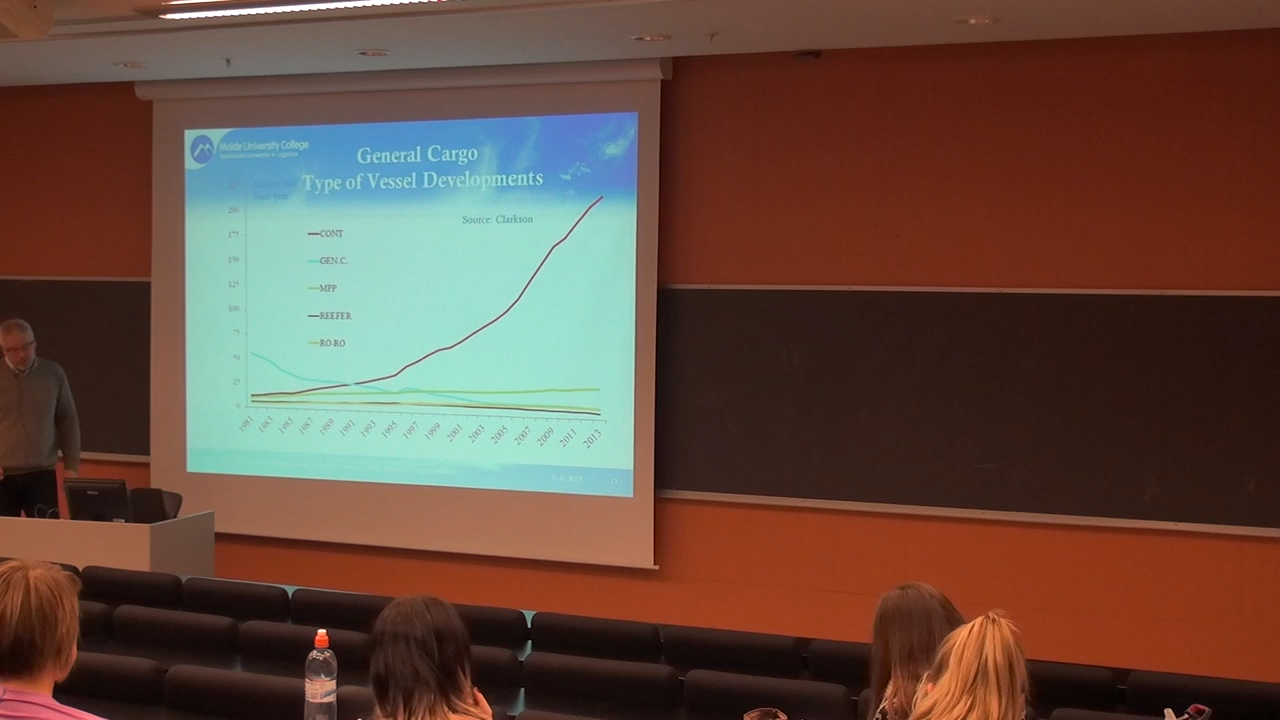 Molde University College
Specialized University in Logistics
General Cargo
Type of Vessel Developments
Source: Clarkson
200
175
150
125
100
75
50
25
0
CONT
GEN.C.
MPP
REEFER
RO-RO
1981
1983
1985
1987
1989
1991
1993
1995
1997
1999
2001
2003
2005
2007
2009
2011
2013